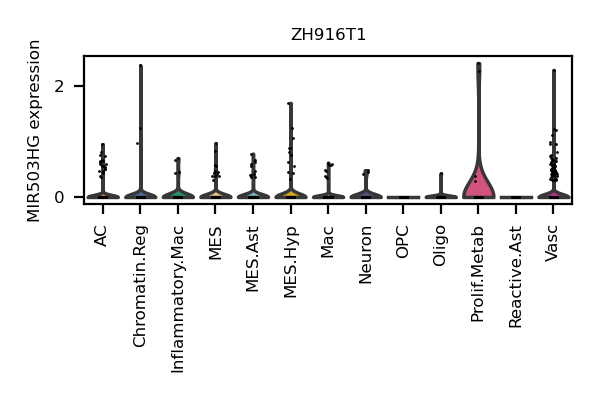 ZH916T1
MIR503HG expression
2
0
AC
Chromatin.Reg
Inflammatory.Mac
MES
MES.Ast
MES.Hyp
Mac
Neuron
OPC
Oligo
Prolif.Metab
Reactive.Ast
Vasc